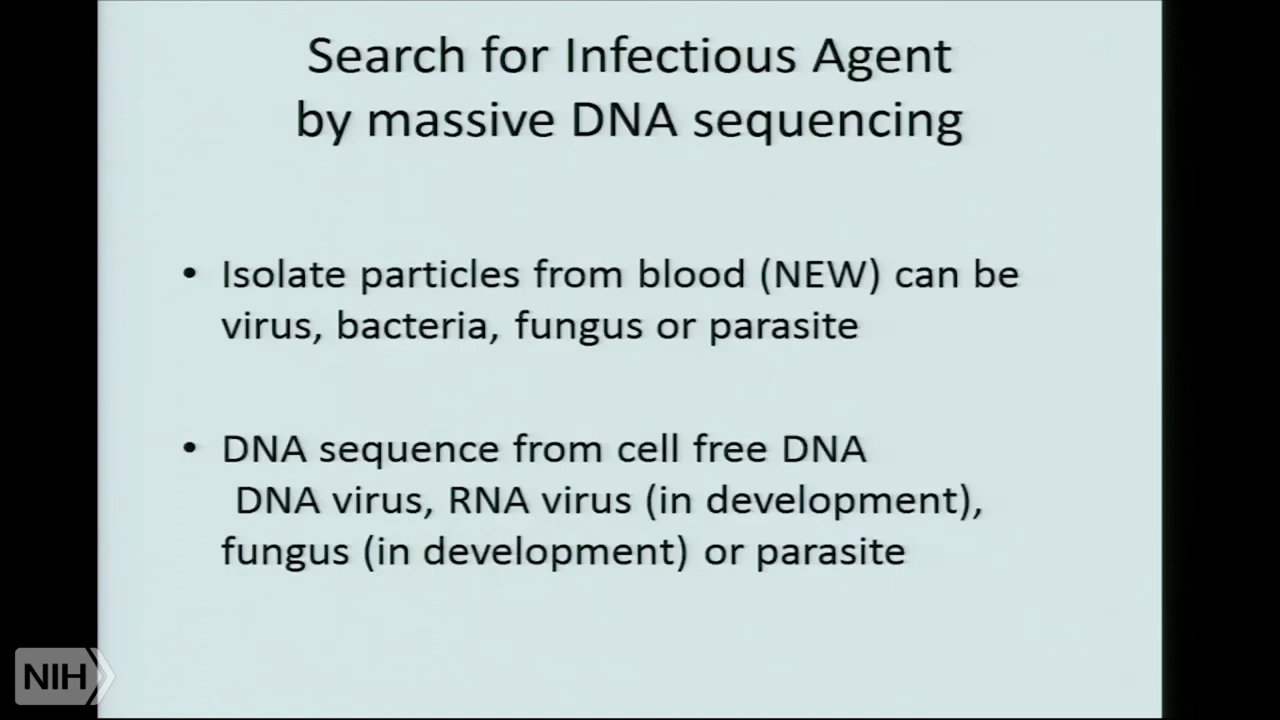 Search for Infectious Agent
by massive DNA sequencing
• Isolate particles from blood (NEW) can be
virus, bacteria, fungus or parasite
• DNA sequence from cell free DNA
DNA virus, RNA virus (in development),
fungus (in development) or parasite
NIH